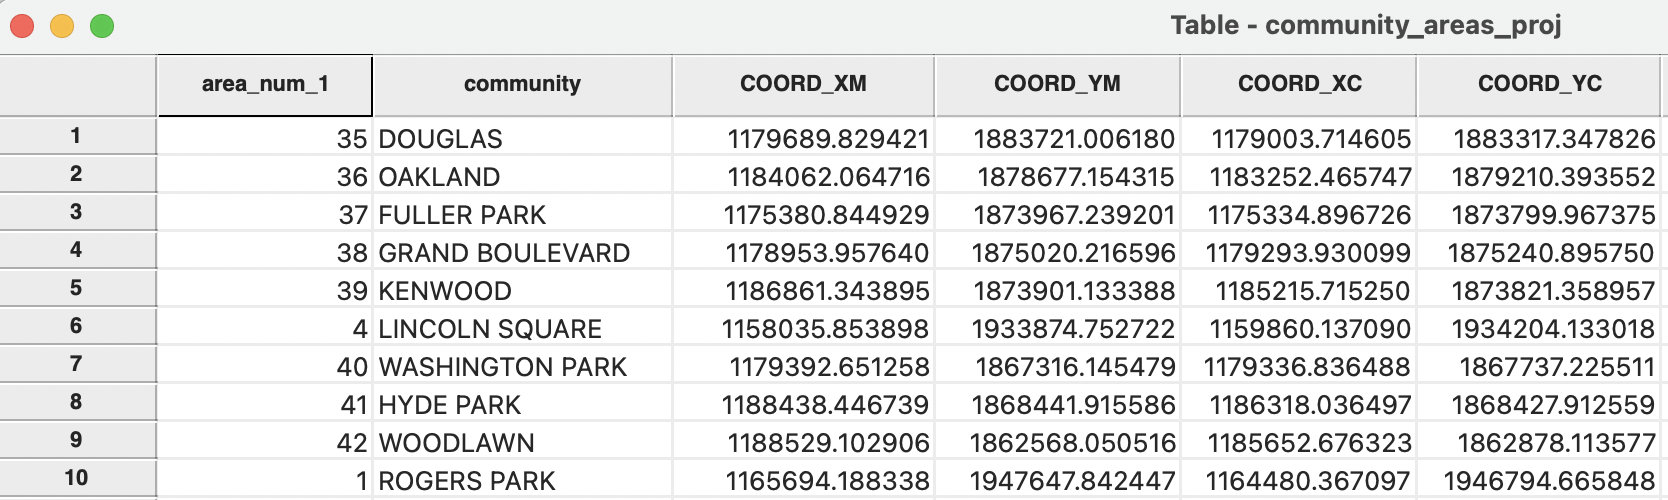 Table - community_areas_proj
area_num_1 community COORD_XM COORD_YM COORD_XC COORD_YC
1 35 DOUGLAS 1179689.829421 1883721.006180 1179003.714605 1883317.347826
2 36 OAKLAND 1184062.064716 1878677.154315 1183252.465747 1879210.393552
3 37 FULLER PARK 1175380.844929 1873967.239201 1175334.896726 1873799.967375
4 38 GRAND BOULEVARD 1178953.957640 1875020.216596 1179293.930099 1875240.895750
5 39 KENWOOD 1186861.343895 1873901.133388 1185215.715250 1873821.358957
6 4 LINCOLN SQUARE 1158035.853898 1933874.752722 1159860.137090 1934204.133018
7 40 WASHINGTON PARK 1179392.651258 1867316.145479 1179336.836488 1867737.225511
8 41 HYDE PARK 1188438.446739 1868441.915586 1186318.036497 1868427.912559
9 42 WOODLAWN 1188529.102906 1862568.050516 1185652.676323 1862878.113577
10 1 ROGERS PARK 1165694.188338 1947647.842447 1164480.367097 1946794.665848